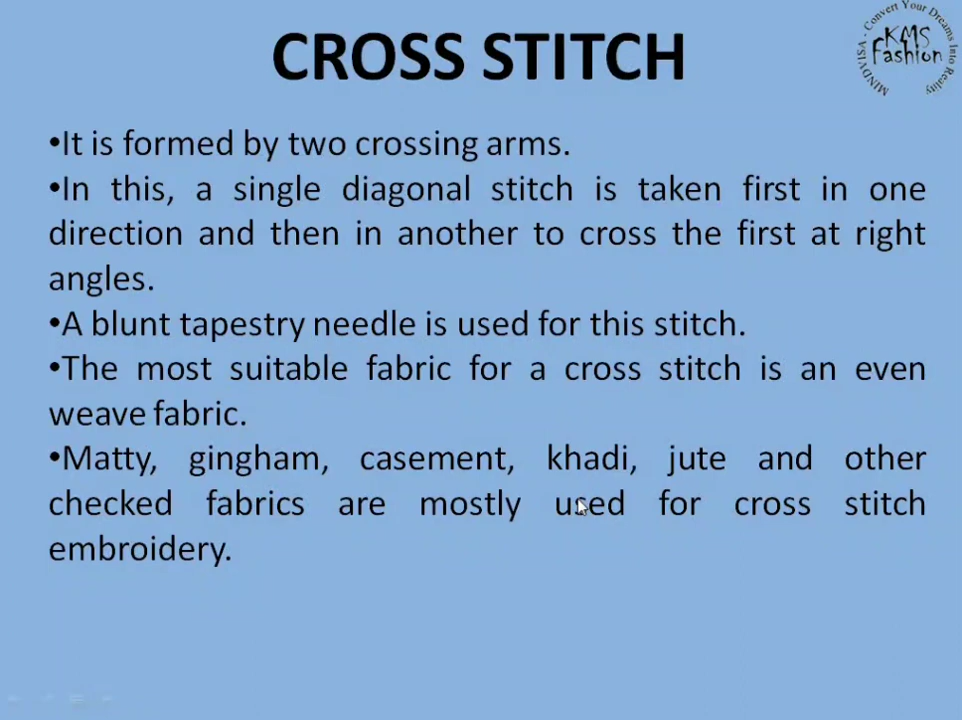 CROSS STITCH
MINDVISA - Convert Your Dreams Into Reality
KMS
Fashion
•It is formed by two crossing arms.
•In this, a single diagonal stitch is taken first in one
direction and then in another to cross the first at right
angles.
•A blunt tapestry needle is used for this stitch.
•The most suitable fabric for a cross stitch is an even
weave fabric.
•Matty, gingham, casement, khadi, jute and other
checked fabrics are mostly used for cross stitch
embroidery.